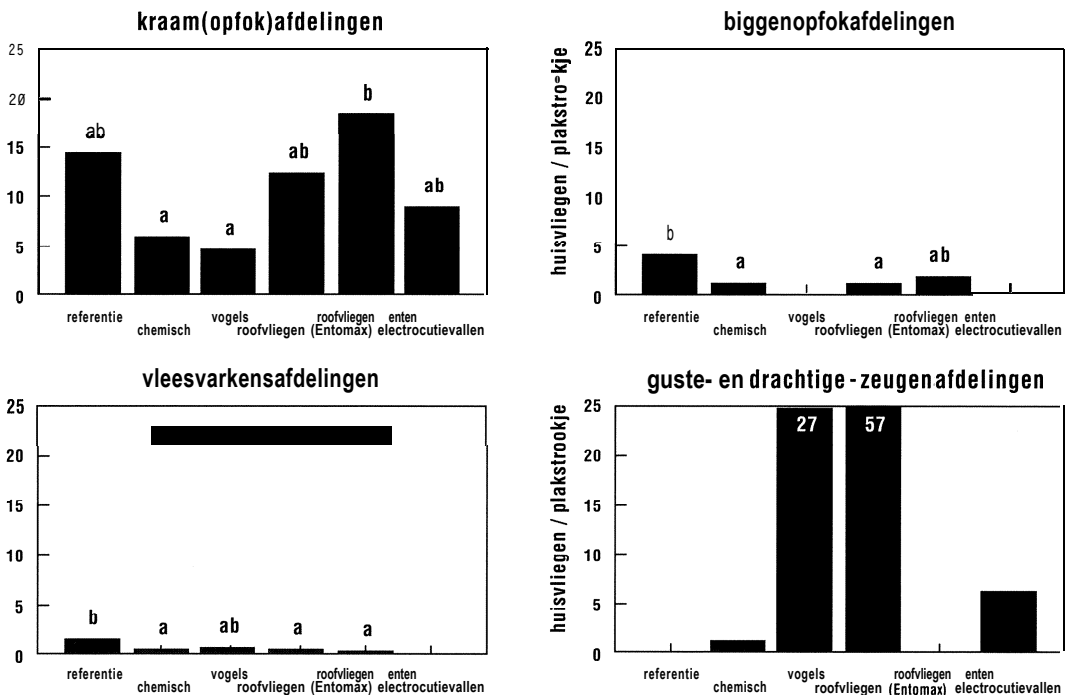 kraam(opfok)afdelingen
25
20
15
10
5
0
ab
a
a
ab
b
ab
referentie
chemisch
vogels
roofvliegen
roofvliegen (Entomax)
enten
electrocutievallen
biggenopfokafdelingen
huisvliegen / plakstro°kje
25
20
15
10
5
0
b
a
a
ab
referentie
chemisch
vogels
roofvliegen
roofvliegen (Entomax)
enten
electrocutievallen
vleesvarkensafdelingen
25
20
15
10
5
0
b
a
ab
a
a
referentie
chemisch
vogels
roofvliegen
roofvliegen (Entomax)
enten
electrocutievallen
guste- en drachtige - zeugenafdelingen
huisvliegen / plakstrookje
25
20
15
10
5
0
27
57
referentie
chemisch
vogels
roofvliegen
roofvliegen (Entomax)
enten
electrocutievallen